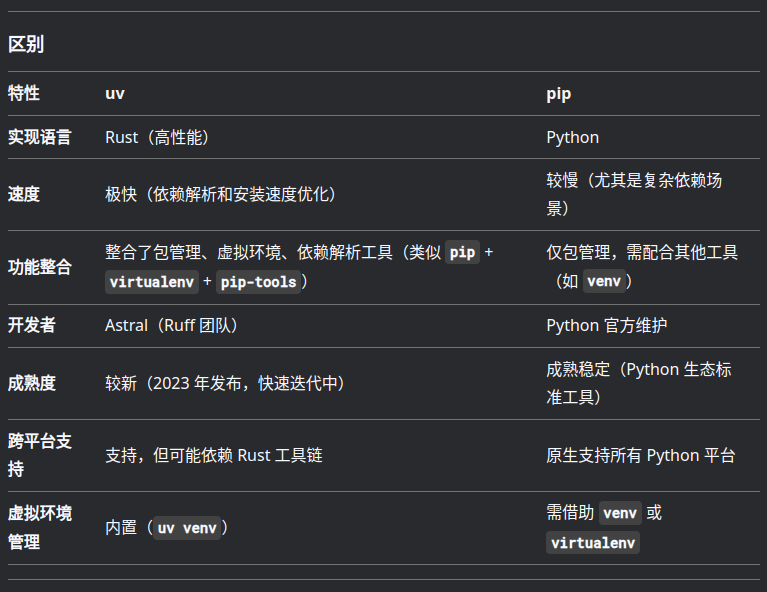 区别
特性 uv pip
实现语言 Rust（高性能） Python
速度 极快（依赖解析和安装速度优化） 较慢（尤其是复杂依赖场
景）
功能整合 整合了包管理、虚拟环境、依赖解析工具（类似 pip +
virtualenv + pip-tools）
仅包管理，需配合其他工具
（如 venv）
开发者 Astral（Ruff 团队） Python 官方维护
成熟度 较新（2023 年发布，快速迭代中） 成熟稳定（Python 生态标
准工具）
跨平台支
持
支持，但可能依赖 Rust 工具链 原生支持所有 Python 平台
虚拟环境
管理
内置（uv venv）
需借助 venv 或
virtualenv